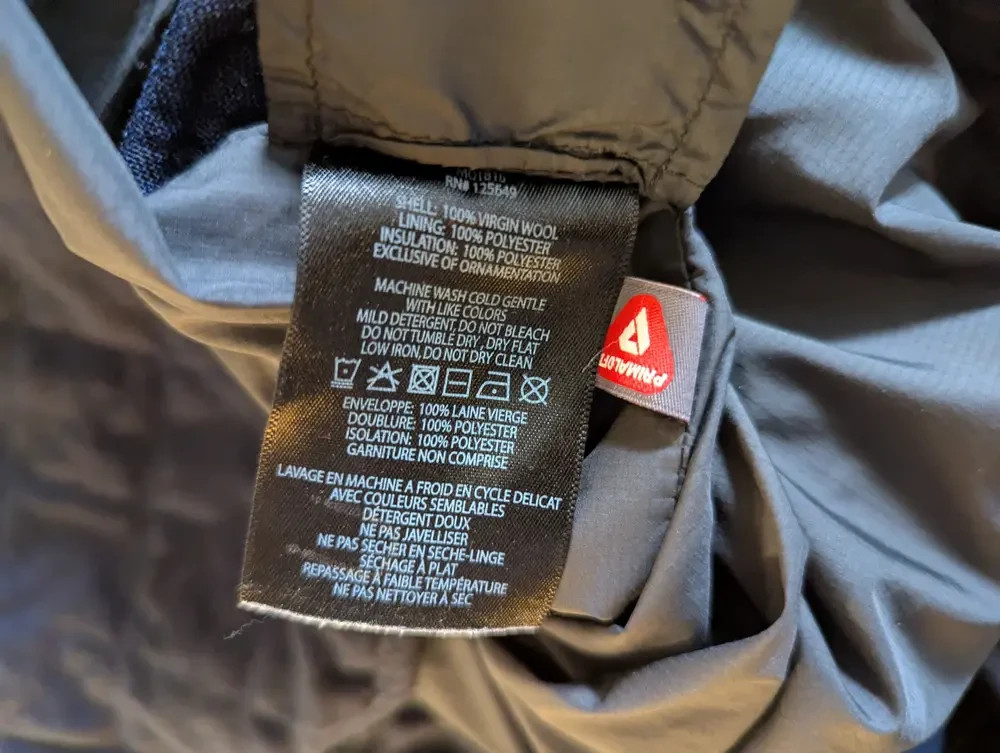 RN# 125649
SHELL: 100% VIRGIN WOOL
LINING: 100% POLYESTER
INSULATION: 100% POLYESTER
EXCLUSIVE OF ORNAMENTATION
MACHINE WASH COLD GENTLE
WITH LIKE COLORS
MILD DETERGENT, DO NOT BLEACH
DO NOT TUMBLE DRY , DRY FLAT
LOW IRON, DO NOT DRY CLEAN
ENVELOPPE: 100% LAINE VIERGE
DOUBLURE: 100% POLYESTER
ISOLATION: 100% POLYESTER
GARNITURE NON COMPRISE
LAVAGE EN MACHINE A FROID EN CYCLE DELICAT
AVEC COULEURS SEMBLABLES
DÉTERGENT DOUX
NE PAS JAVELLISER
NE PAS SÉCHER EN SECHE-LINGE
SÉCHAGE À PLAT
REPASSAGE À FAIBLE TEMPÉRATURE
NE PAS NETTOYER À SEC
PRIMALOFT